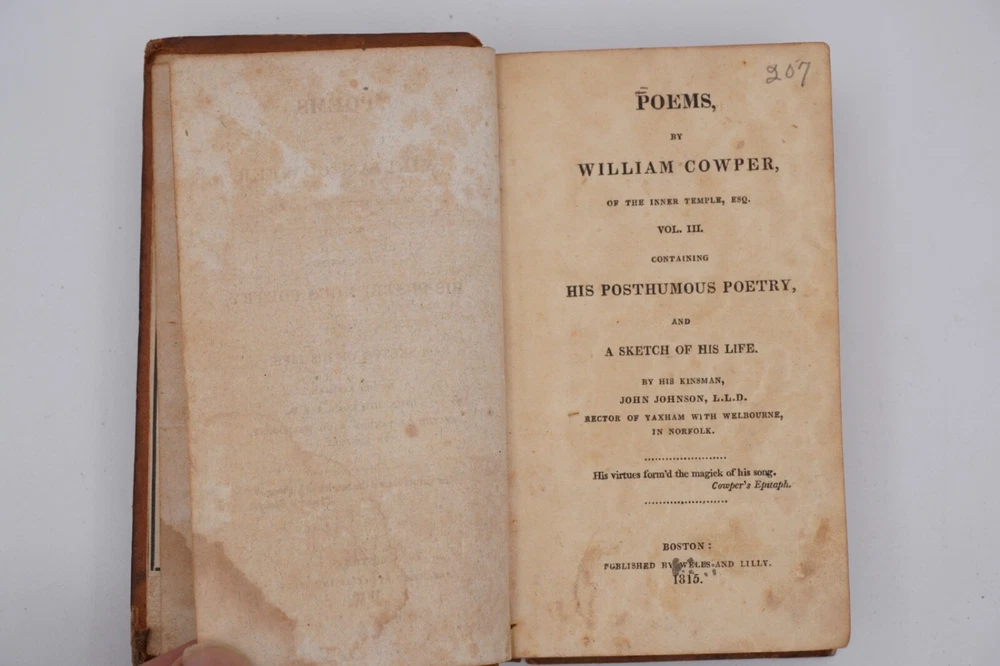 207
POEMS,
BY
WILLIAM COWPER,
OF THE INNER TEMPLE, ESQ.
VOL. III.
CONTAINING
HIS POSTHUMOUS POETRY,
AND
A SKETCH OF HIS LIFE.
BY HIS KINSMAN,
JOHN JOHNSON, L.L.D.
RECTOR OF YAXHAM WITH WELBOURNE,
IN NORFOLK.
His virtues form'd the magick of his song.
Cowper's Epitaph.
BOSTON:
PUBLISHED BY WELLS AND LILLY.
1815.